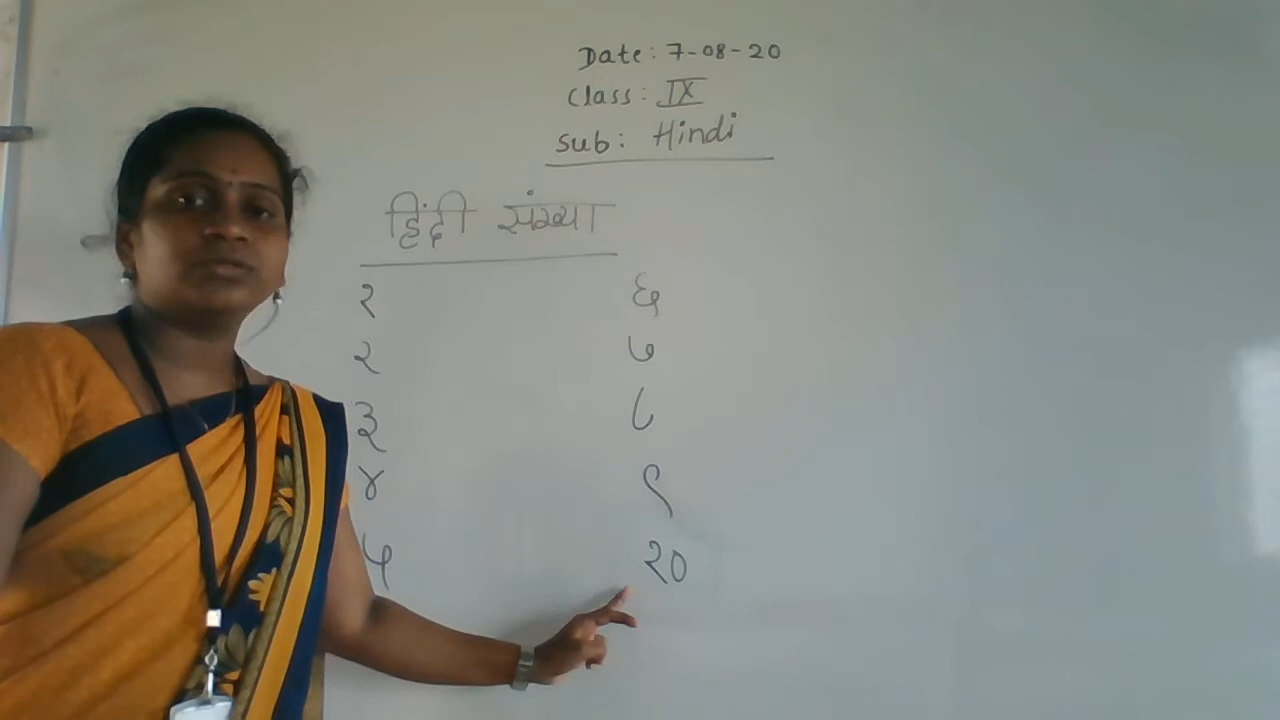 Date: 7-08-20
Class: IX
Sub: Hindi
हिंदी संख्या
१ ६
२ ७
३ ८
४ ९
५ १०